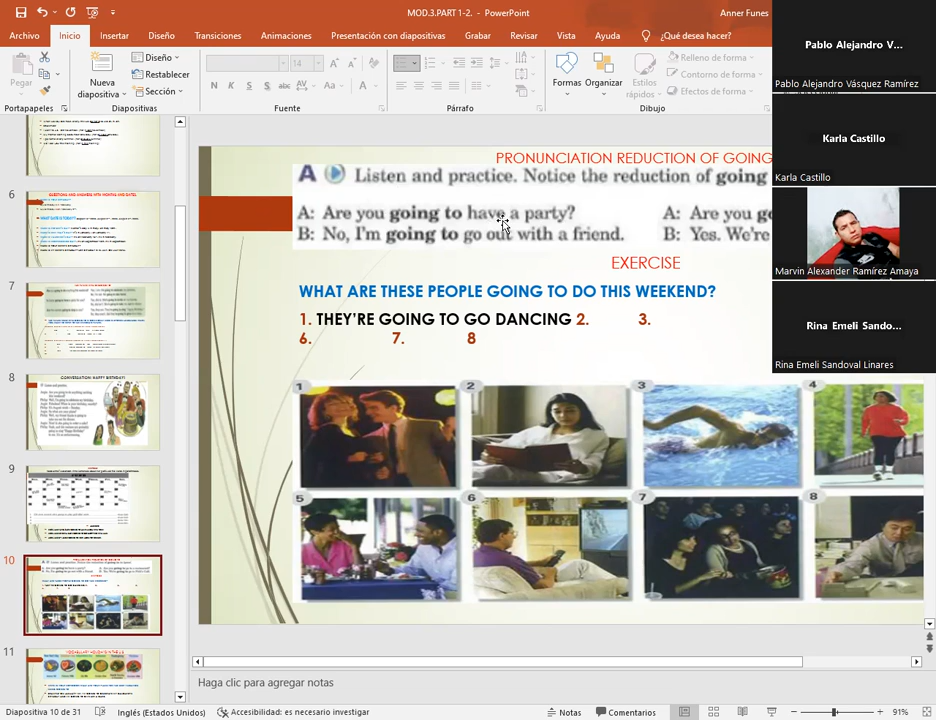 MOD.3.PART 1-2. - PowerPoint
Anner Funes
Archivo Inicio Insertar Diseño Transiciones Animaciones Presentación con diapositivas Grabar Revisar Vista Ayuda ¿Qué desea hacer?
Pegar
Nueva diapositiva
Diseño
Restablecer
Sección
14
N K S S abc AV Aa A
Formas Organizar Estilos rápidos
Relleno de forma
Contorno de forma
Efectos de forma
Portapapeles Diapositivas Fuente Párrafo Dibujo
Pablo Alejandro V...
Pablo Alejandro Vásquez Ramírez
Karla Castillo
Karla Castillo
Marvin Alexander Ramírez Amaya
Rina Emeli Sando...
Rina Emeli Sandoval Linares
6
7
8
CONVERSATION: HAPPY BIRTHDAY!
9
10
11
PRONUNCIATION REDUCTION OF GOING
A Listen and practice. Notice the reduction of going
A: Are you going to have a party?
B: No, I'm going to go out with a friend.
A: Are you go
B: Yes. We're
EXERCISE
WHAT ARE THESE PEOPLE GOING TO DO THIS WEEKEND?
1. THEY'RE GOING TO GO DANCING 2. 3.
6. 7. 8
1 2 3 4
5 6 7 8
Haga clic para agregar notas
Diapositiva 10 de 31 Inglés (Estados Unidos) Accesibilidad: es necesario investigar Notas Comentarios 91%